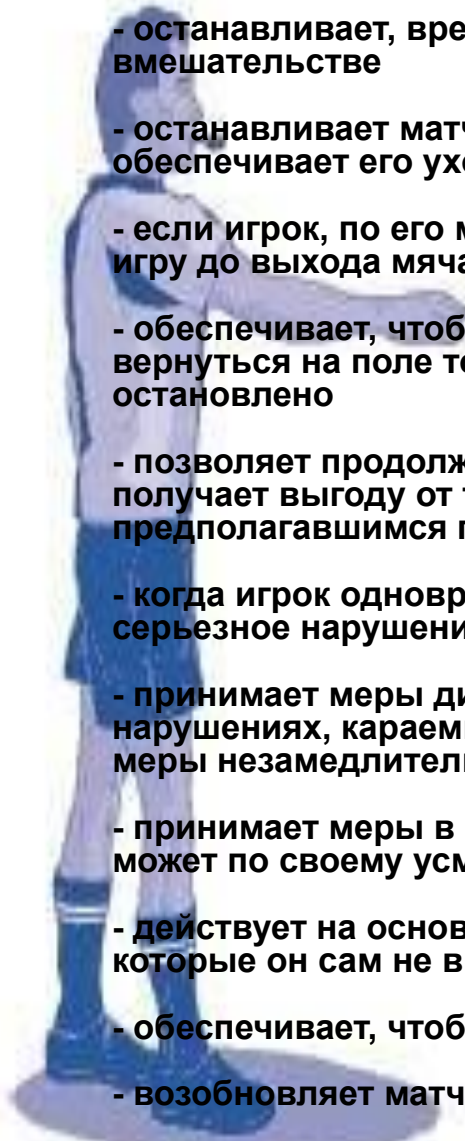 - останавливает, вре
вмешательстве
- останавливает матч
обеспечивает его ухо
- если игрок, по его м
игру до выхода мяча
- обеспечивает, чтоб
вернуться на поле то
остановлено
- позволяет продолж
получает выгоду от т
предполагавшимся п
- когда игрок одновр
серьезное нарушени
- принимает меры ди
нарушениях, караем
меры незамедлител
- принимает меры в
может по своему усм
- действует на основ
которые он сам не в
- обеспечивает, чтоб
- возобновляет матч